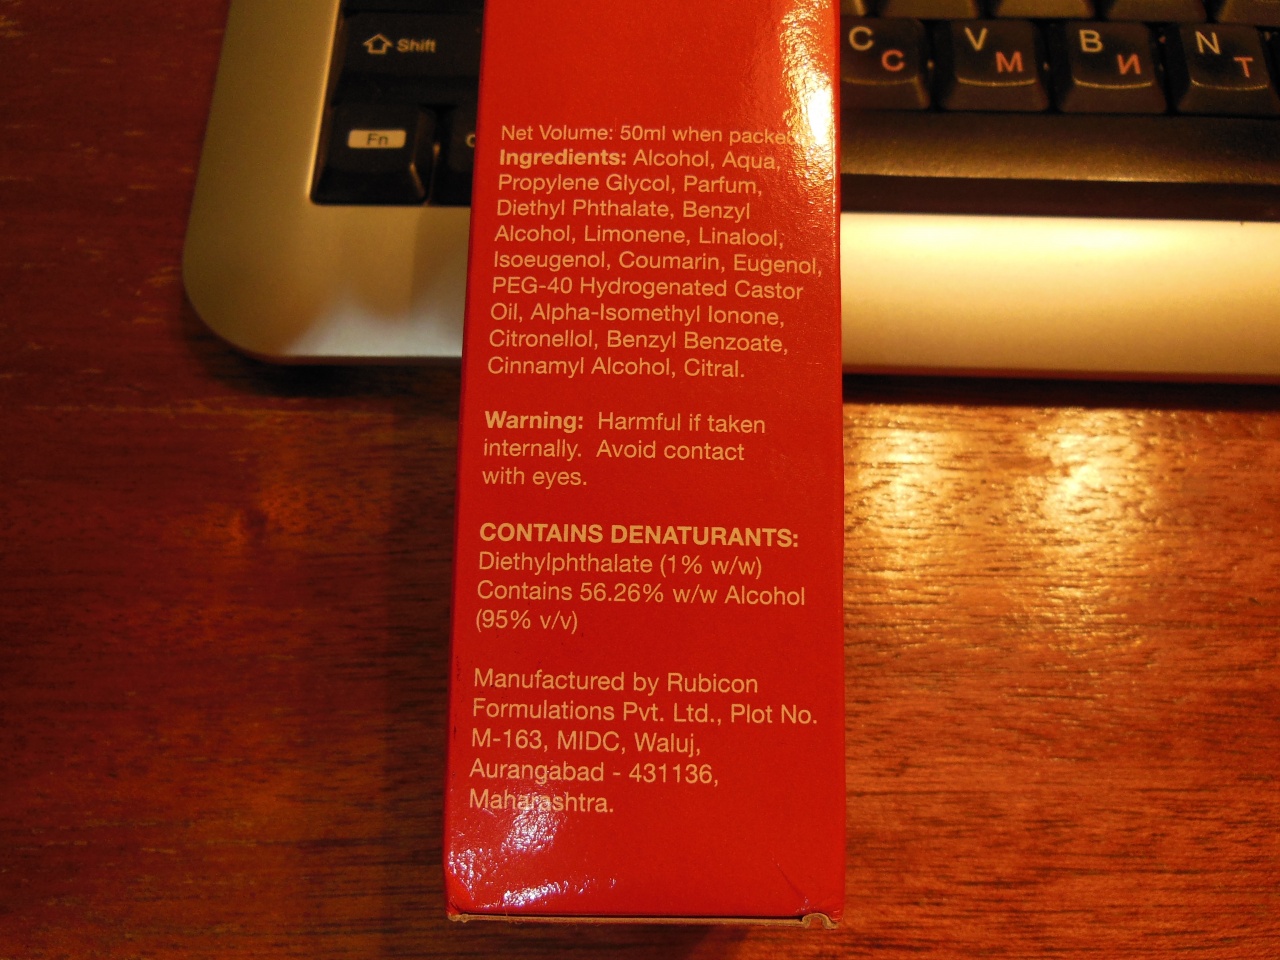 Shift
Fn
C С
V М
B И
N Т
Net Volume: 50ml when packed
Ingredients: Alcohol, Aqua,
Propylene Glycol, Parfum,
Diethyl Phthalate, Benzyl
Alcohol, Limonene, Linalool,
Isoeugenol, Coumarin, Eugenol,
PEG-40 Hydrogenated Castor
Oil, Alpha-Isomethyl Ionone,
Citronellol, Benzyl Benzoate,
Cinnamyl Alcohol, Citral.
Warning: Harmful if taken
internally. Avoid contact
with eyes.
CONTAINS DENATURANTS:
Diethylphthalate (1% w/w)
Contains 56.26% w/w Alcohol
(95% v/v)
Manufactured by Rubicon
Formulations Pvt. Ltd., Plot No.
M-163, MIDC, Waluj,
Aurangabad - 431136,
Maharashtra.